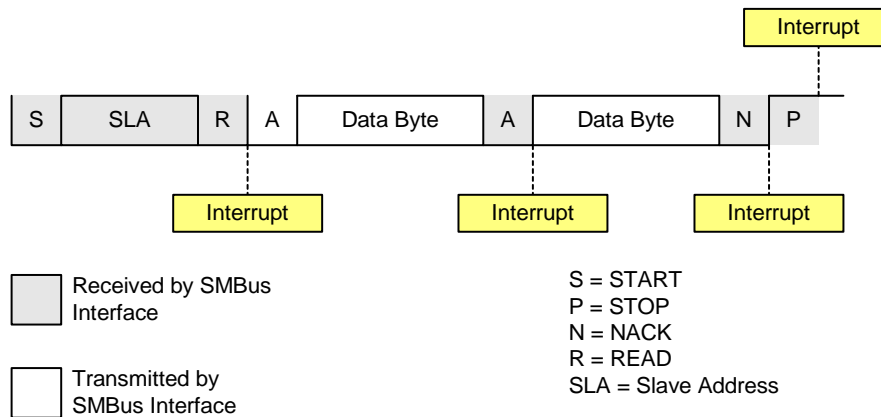 Interrupt
S SLA R A Data Byte A Data Byte N P
Interrupt Interrupt Interrupt
Received by SMBus
Interface
Transmitted by
SMBus Interface
S = START
P = STOP
N = NACK
R = READ
SLA = Slave Address